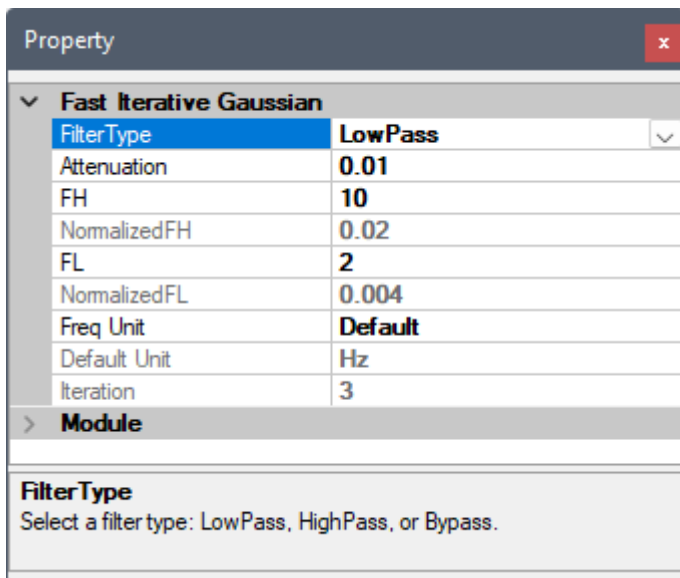 Property
x
Fast Iterative Gaussian
FilterType LowPass
Attenuation 0.01
FH 10
NormalizedFH 0.02
FL 2
NormalizedFL 0.004
Freq Unit Default
Default Unit Hz
Iteration 3
Module
FilterType
Select a filter type: LowPass, HighPass, or Bypass.